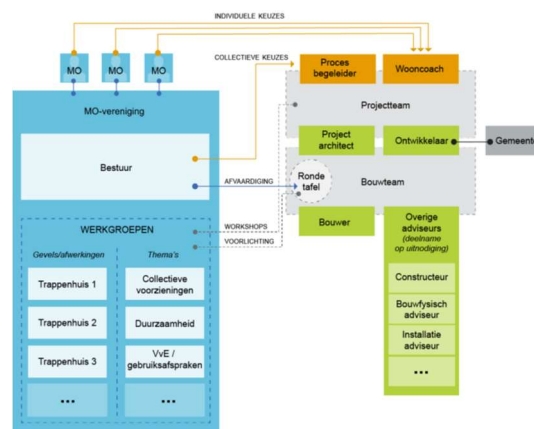 INDIVIDUELE KEUZES
MO
MO
MO
COLLECTIEVE KEUZES
MO-vereniging
Bestuur
AFVAARDIGING
WERKGROEPEN
WORKSHOPS
VOORLICHTING
Gevels/afwerkingen
Trappenhuis 1
Trappenhuis 2
Trappenhuis 3
...
Thema's
Collectieve
voorzieningen
Duurzaamheid
VvE /
gebruiksafspraken
...
Proces
begeleider
Wooncoach
Projectteam
Project
architect
Ontwikkelaar
Gemeente
Ronde
tafel
Bouwteam
Bouwer
Overige
adviseurs
(deelname
op uitnodiging)
Constructeur
Bouwfysisch
adviseur
Installatie
adviseur
...